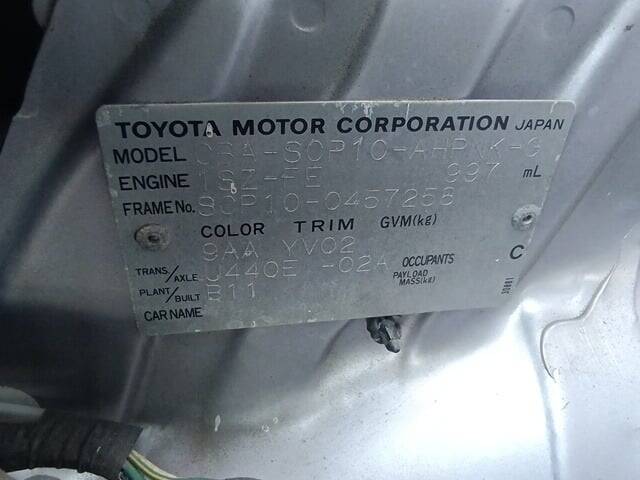 TOYOTA MOTOR CORPORATION JAPAN
MODEL CBA-SCP10-AHPNK-G
ENGINE 1SZ-FE 997 mL
FRAME No. SCP10-0457258
COLOR TRIM GVM(kg)
9AA YV02
TRANS/AXLE U440E -02A OCCUPANTS C
PAYLOAD MASS(kg)
PLANT/BUILT B11
CAR NAME